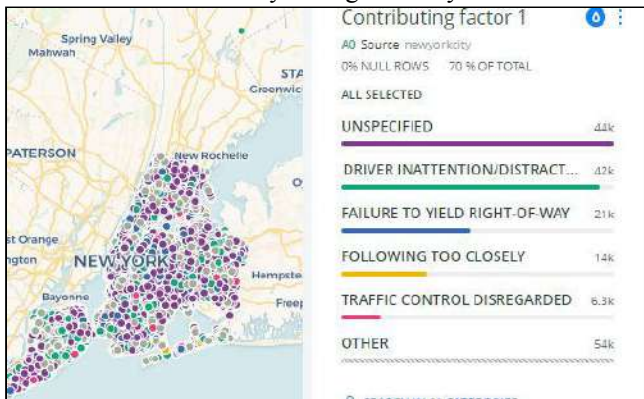 Spring Valley
Mahwah
STA
Greenwic
PATERSON
New Rochelle
st Orange
NEW YORK
ngton
Hempste
Bayonne
Freep
Contributing factor 1
A0 Source newyorkcity
0% NULL ROWS 70 % OF TOTAL
ALL SELECTED
UNSPECIFIED 44k
DRIVER INATTENTION/DISTRACT... 42k
FAILURE TO YIELD RIGHT-OF-WAY 21k
FOLLOWING TOO CLOSELY 14k
TRAFFIC CONTROL DISREGARDED 6.3k
OTHER 54k